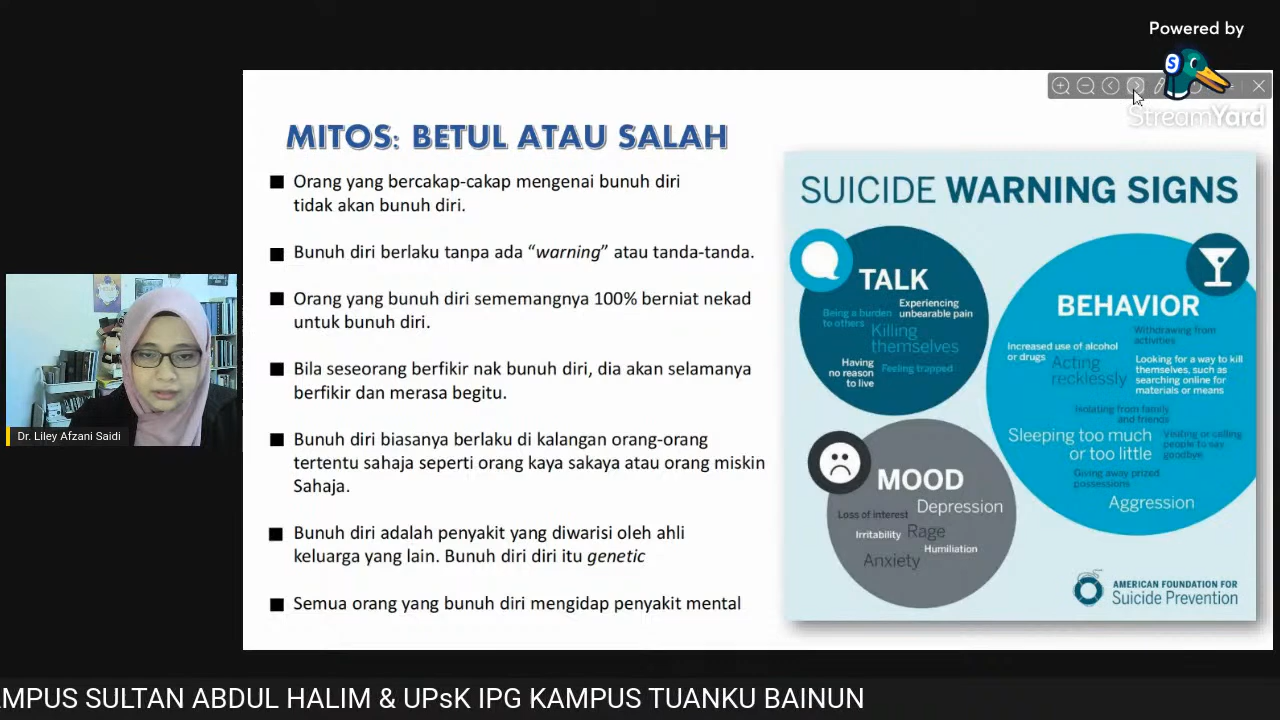 Powered by
StreamYard
MITOS: BETUL ATAU SALAH
Orang yang bercakap-cakap mengenai bunuh diri
tidak akan bunuh diri.
Bunuh diri berlaku tanpa ada “warning” atau tanda-tanda.
Orang yang bunuh diri sememangnya 100% berniat nekad
untuk bunuh diri.
Bila seseorang berfikir nak bunuh diri, dia akan selamanya
berfikir dan merasa begitu.
Bunuh diri biasanya berlaku di kalangan orang-orang
tertentu sahaja seperti orang kaya sakaya atau orang miskin
Sahaja.
Bunuh diri adalah penyakit yang diwarisi oleh ahli
keluarga yang lain. Bunuh diri diri itu genetic
Semua orang yang bunuh diri mengidap penyakit mental
SUICIDE WARNING SIGNS
TALK
Being a burden
to others
Experiencing
unbearable pain
Killing
themselves
Having
no reason
to live
Feeling trapped
BEHAVIOR
Withdrawing from
activities
Increased use of alcohol
or drugs
Acting
recklessly
Looking for a way to kill
themselves, such as
searching online for
materials or means
Isolating from family
and friends
Sleeping too much
or too little
Visiting or calling
people to say
goodbye
Giving away prized
possessions
Aggression
MOOD
Depression
Loss of interest
Rage
Irritability
Humiliation
Anxiety
AMERICAN FOUNDATION FOR
Suicide Prevention
Dr. Liley Afzani Saidi
AMPUS SULTAN ABDUL HALIM & UPsK IPG KAMPUS TUANKU BAINUN